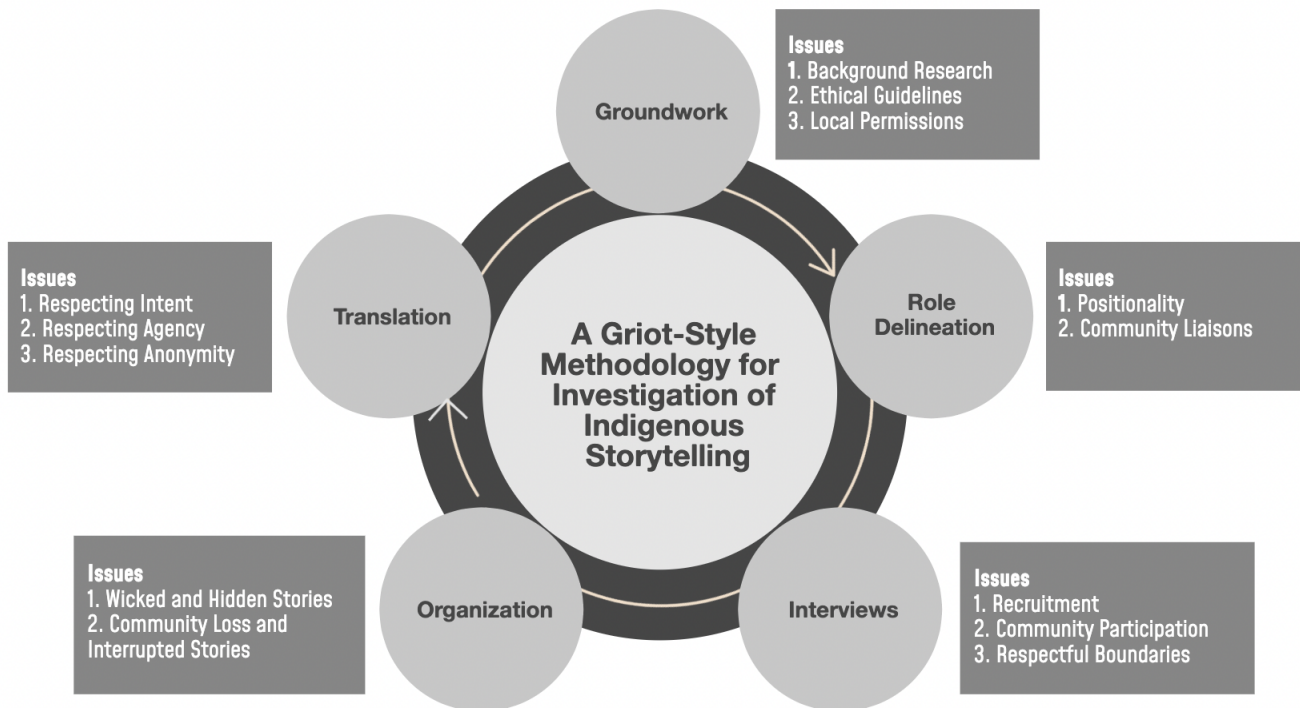 Groundwork
Issues
1. Background Research
2. Ethical Guidelines
3. Local Permissions
Role
Delineation
Issues
1. Positionality
2. Community Liaisons
Interviews
Issues
1. Recruitment
2. Community Participation
3. Respectful Boundaries
Organization
Issues
1. Wicked and Hidden Stories
2. Community Loss and
Interrupted Stories
Translation
Issues
1. Respecting Intent
2. Respecting Agency
3. Respecting Anonymity
A Griot-Style
Methodology for
Investigation of
Indigenous
Storytelling